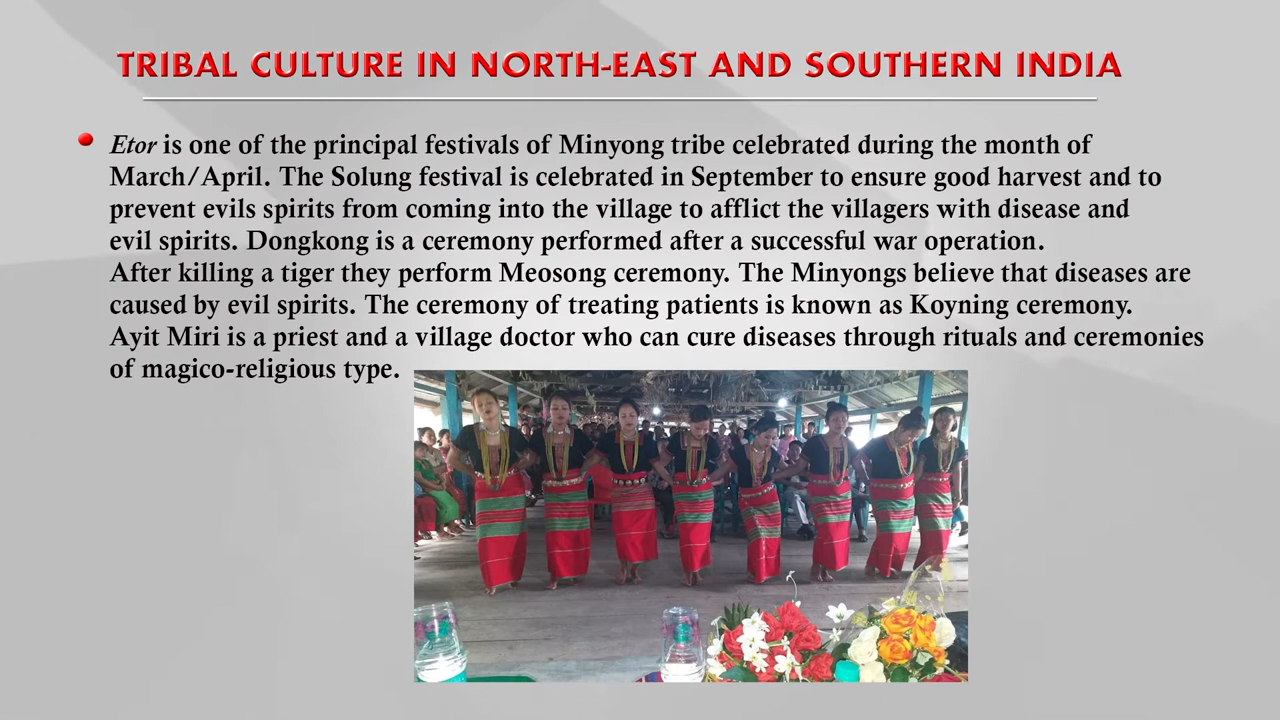 TRIBAL CULTURE IN NORTH-EAST AND SOUTHERN INDIA
Etor is one of the principal festivals of Minyong tribe celebrated during the month of
March/April. The Solung festival is celebrated in September to ensure good harvest and to
prevent evils spirits from coming into the village to afflict the villagers with disease and
evil spirits. Dongkong is a ceremony performed after a successful war operation.
After killing a tiger they perform Meosong ceremony. The Minyongs believe that diseases are
caused by evil spirits. The ceremony of treating patients is known as Koyning ceremony.
Ayit Miri is a priest and a village doctor who can cure diseases through rituals and ceremonies
of magico-religious type.